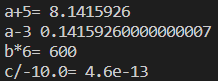 a+5= 8.1415926
a-3 0.14159260000000007
b*6= 600
c/-10.0= 4.6e-13